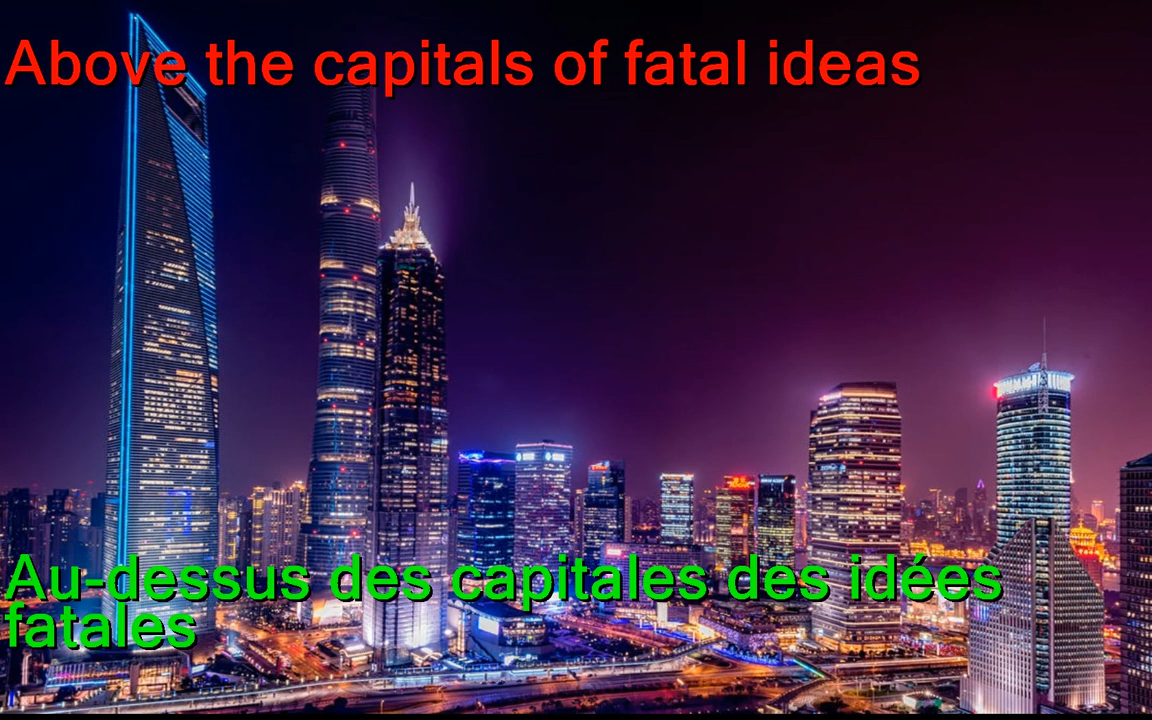 Above the capitals of fatal ideas
Au-dessus des capitales des idées
fatales